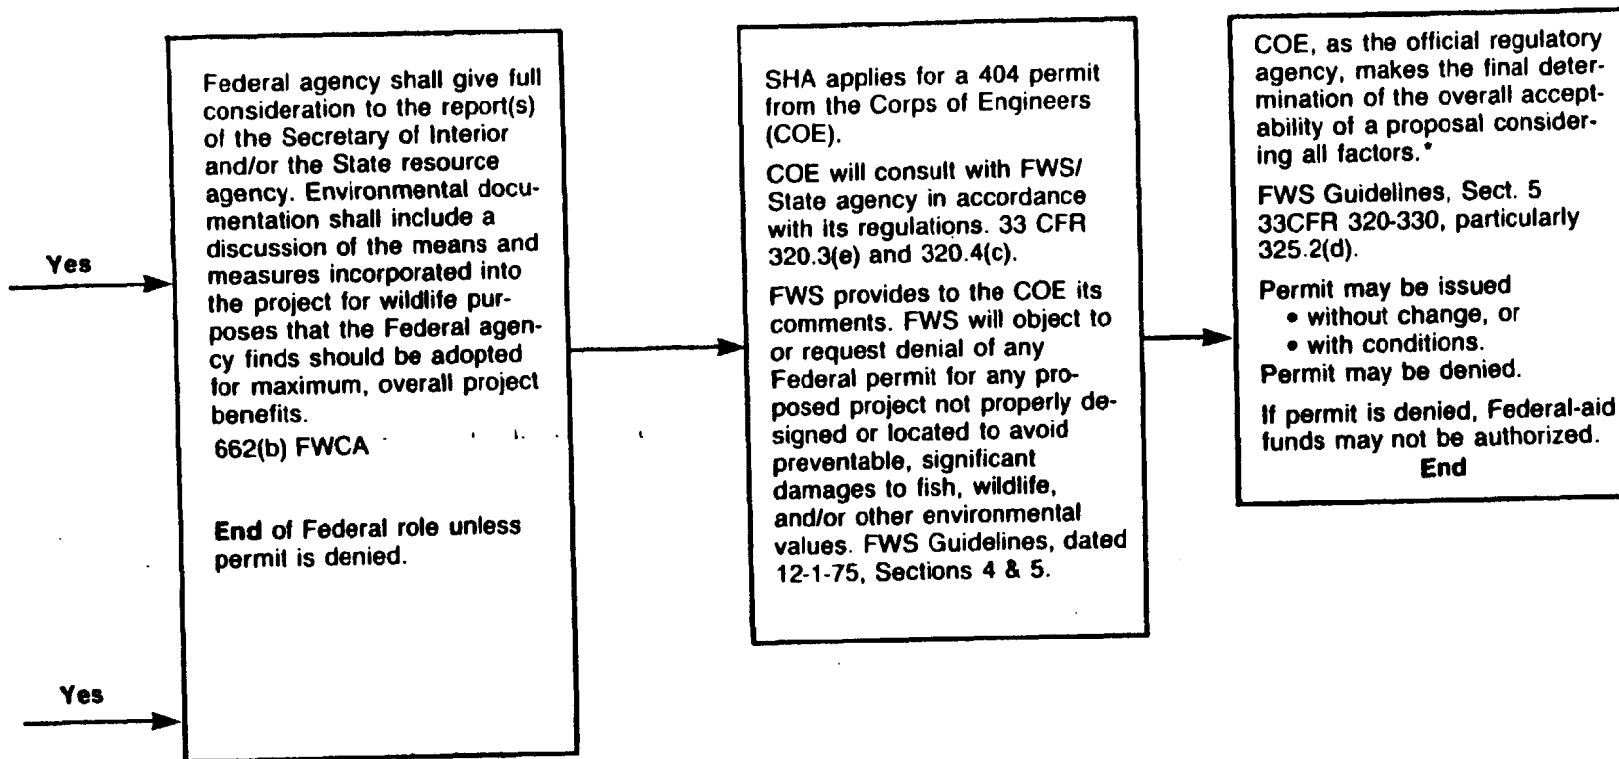 Yes
Yes
Federal agency shall give full
consideration to the report(s)
of the Secretary of Interior
and/or the State resource
agency. Environmental docu-
mentation shall include a
discussion of the means and
measures incorporated into
the project for wildlife pur-
poses that the Federal agen-
cy finds should be adopted
for maximum, overall project
benefits.
662(b) FWCA
End of Federal role unless
permit is denied.
SHA applies for a 404 permit
from the Corps of Engineers
(COE).
COE will consult with FWS/
State agency in accordance
with its regulations. 33 CFR
320.3(e) and 320.4(c).
FWS provides to the COE its
comments. FWS will object to
or request denial of any
Federal permit for any pro-
posed project not properly de-
signed or located to avoid
preventable, significant
damages to fish, wildlife,
and/or other environmental
values. FWS Guidelines, dated
12-1-75, Sections 4 & 5.
COE, as the official regulatory
agency, makes the final deter-
mination of the overall accept-
ability of a proposal consider-
ing all factors.*
FWS Guidelines, Sect. 5
33CFR 320-330, particularly
325.2(d).
Permit may be issued
• without change, or
• with conditions.
Permit may be denied.
If permit is denied, Federal-aid
funds may not be authorized.
End